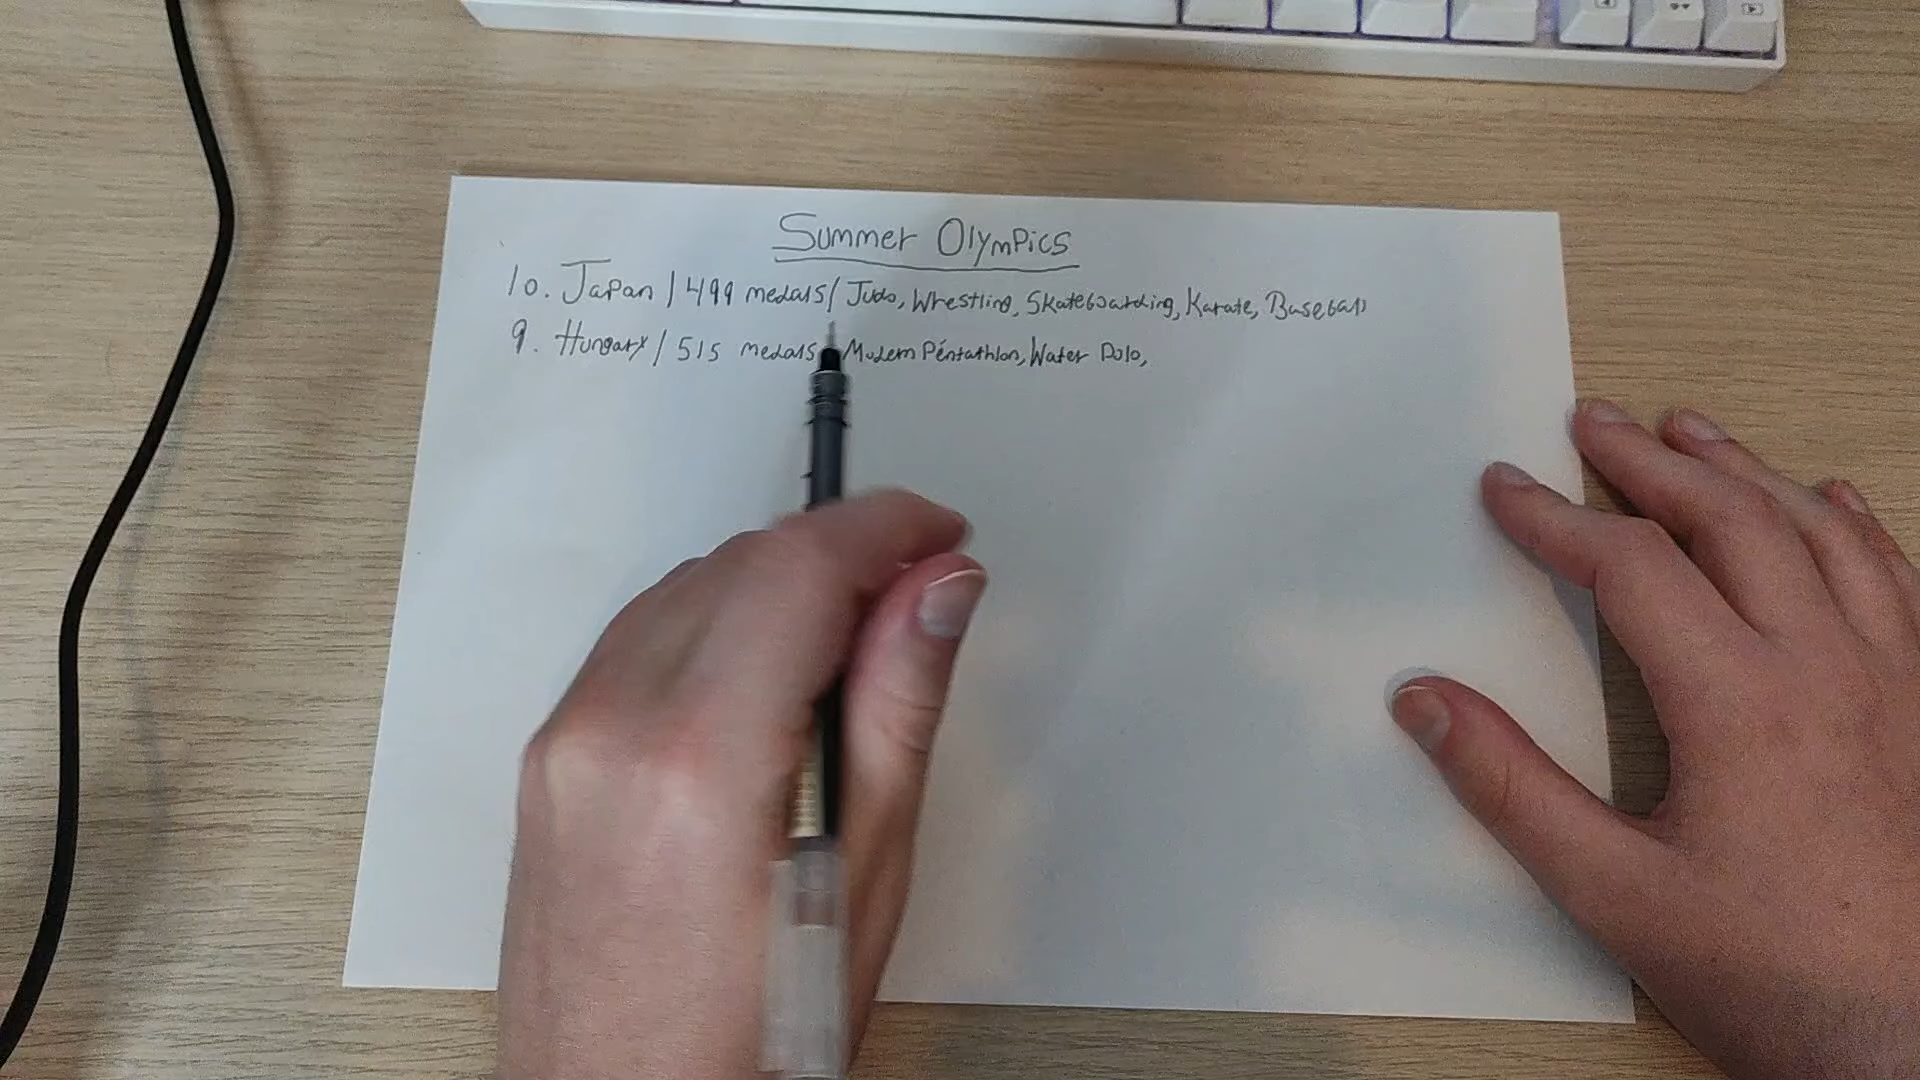 Summer Olympics
10. Japan / 499 medals / Judo, Wrestling, Skateboarding, Karate, Baseball
9. Hungary / 515 medals Modern Pentathlon, Water Polo,